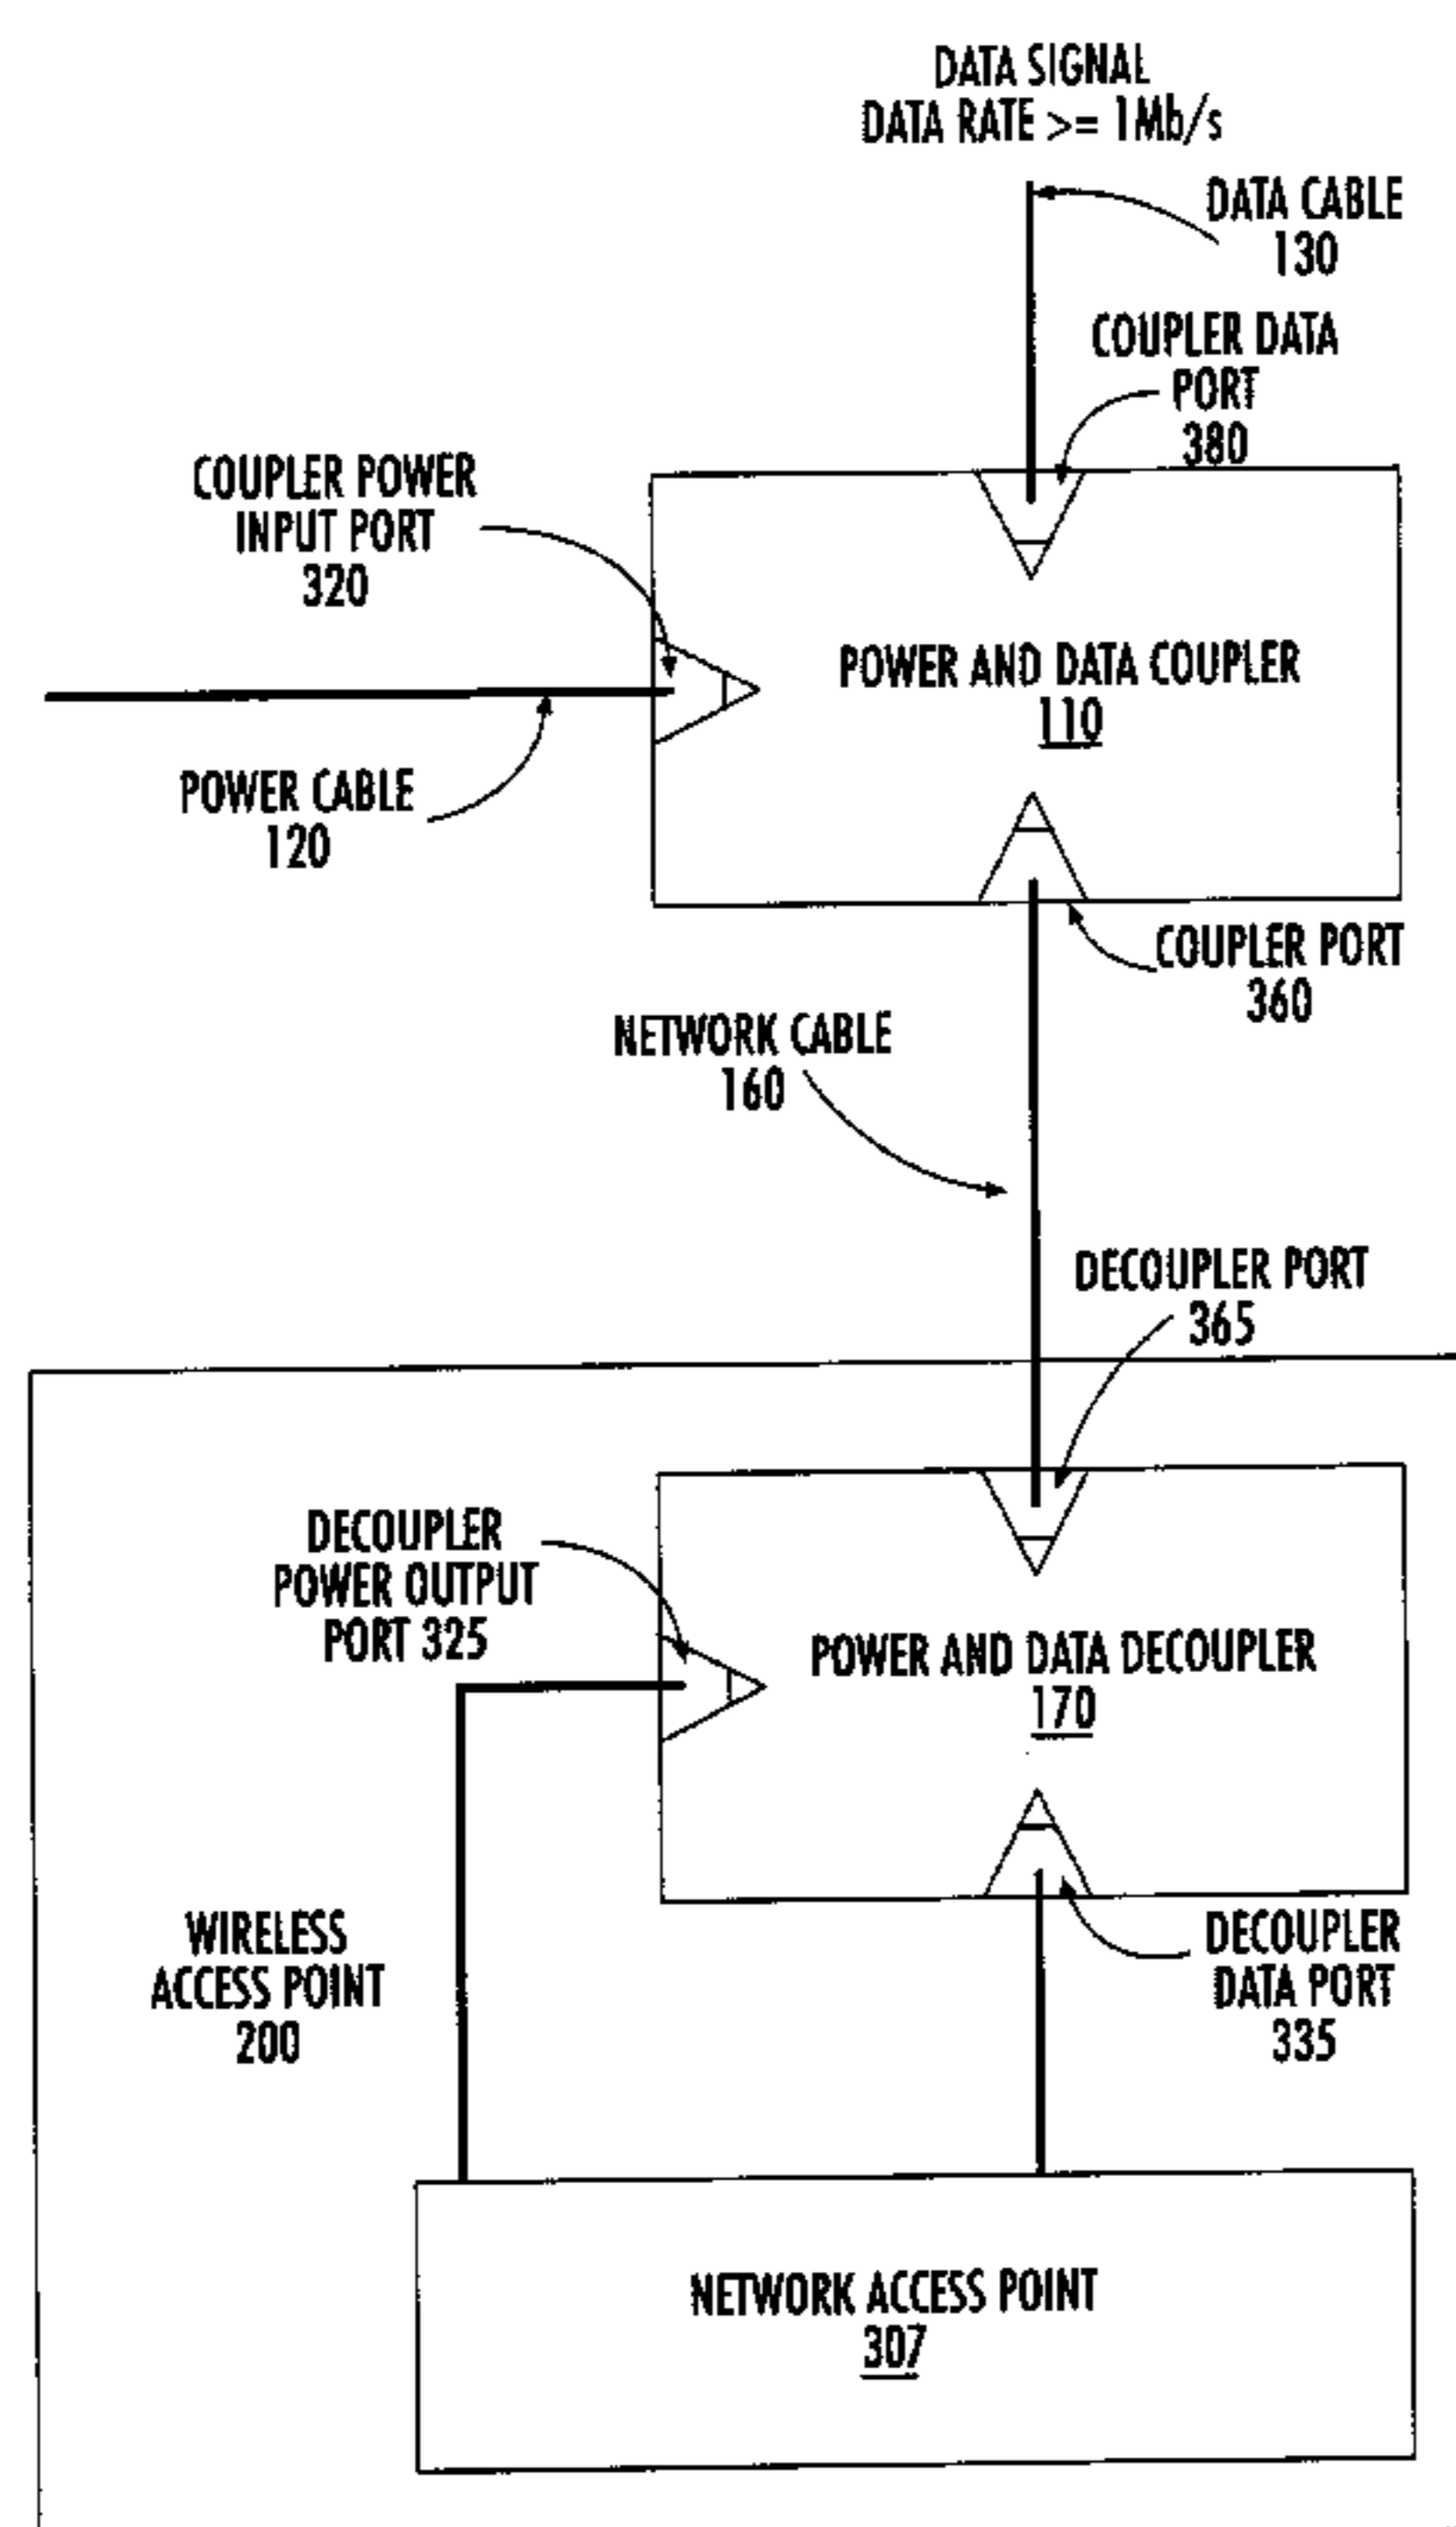 DATA SIGNAL
DATA RATE >= 1Mb/s
DATA CABLE
130
COUPLER DATA
PORT
380
COUPLER POWER
INPUT PORT
320
POWER AND DATA COUPLER
110
POWER CABLE
120
COUPLER PORT
360
NETWORK CABLE
160
DECOUPLER PORT
365
DECOUPLER
POWER OUTPUT
PORT 325
POWER AND DATA DECOUPLER
170
WIRELESS
ACCESS POINT
200
DECOUPLER
DATA PORT
335
NETWORK ACCESS POINT
307